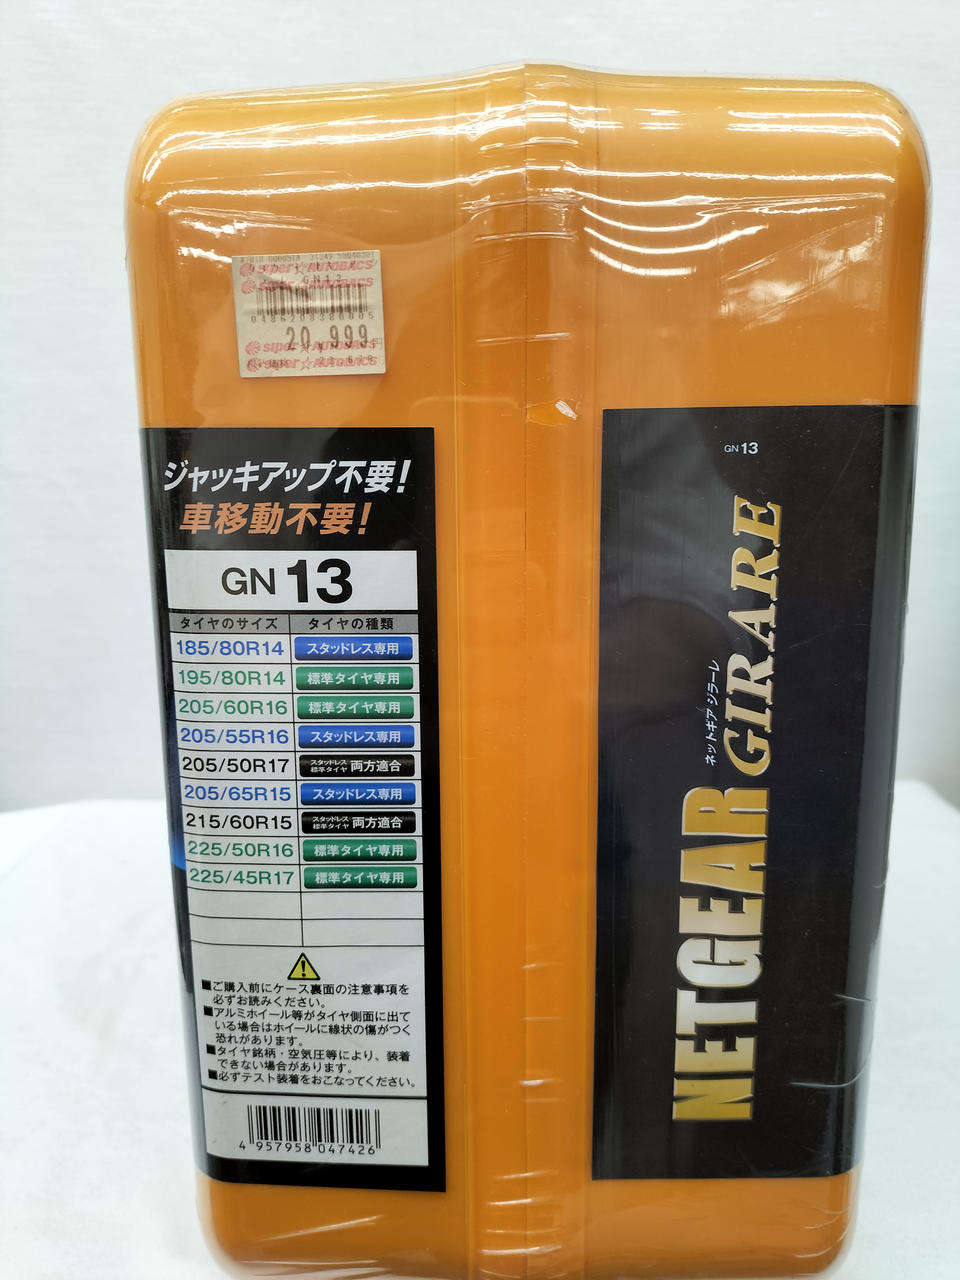 siper☆AUTOBACS
GN13
20,999円
siper☆AUTOBACS
siper☆AUTOBACS
ジャッキアップ不要！
車移動不要！
GN 13
タイヤのサイズ タイヤの種類
185/80R14 スタッドレス専用
195/80R14 標準タイヤ専用
205/60R16 標準タイヤ専用
205/55R16 スタッドレス専用
205/50R17 スタッドレス 標準タイヤ 両方適合
205/65R15 スタッドレス専用
215/60R15 スタッドレス 標準タイヤ 両方適合
225/50R16 標準タイヤ専用
225/45R17 標準タイヤ専用
■ご購入前にケース裏面の注意事項を
必ずお読みください。
■アルミホイール等がタイヤ側面に出て
いる場合はホイールに線状の傷がつく
恐れがあります。
■タイヤ銘柄・空気圧等により、装着
できない場合があります。
■必ずテスト装着をおこなってください。
4 957958 047426
GN 13
ネットギア ジラーレ
NETGEAR GIRARE